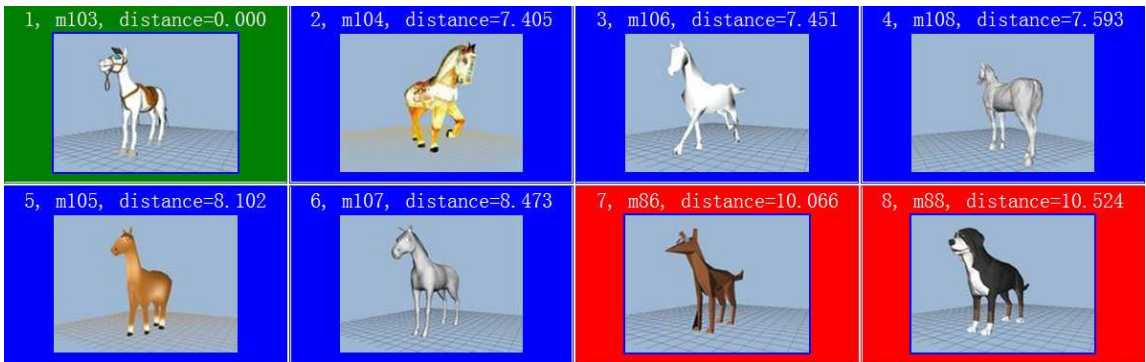 1, m103, distance=0.000
2, m104, distance=7.405
3, m106, distance=7.451
4, m108, distance=7.593
5, m105, distance=8.102
6, m107, distance=8.473
7, m86, distance=10.066
8, m88, distance=10.524